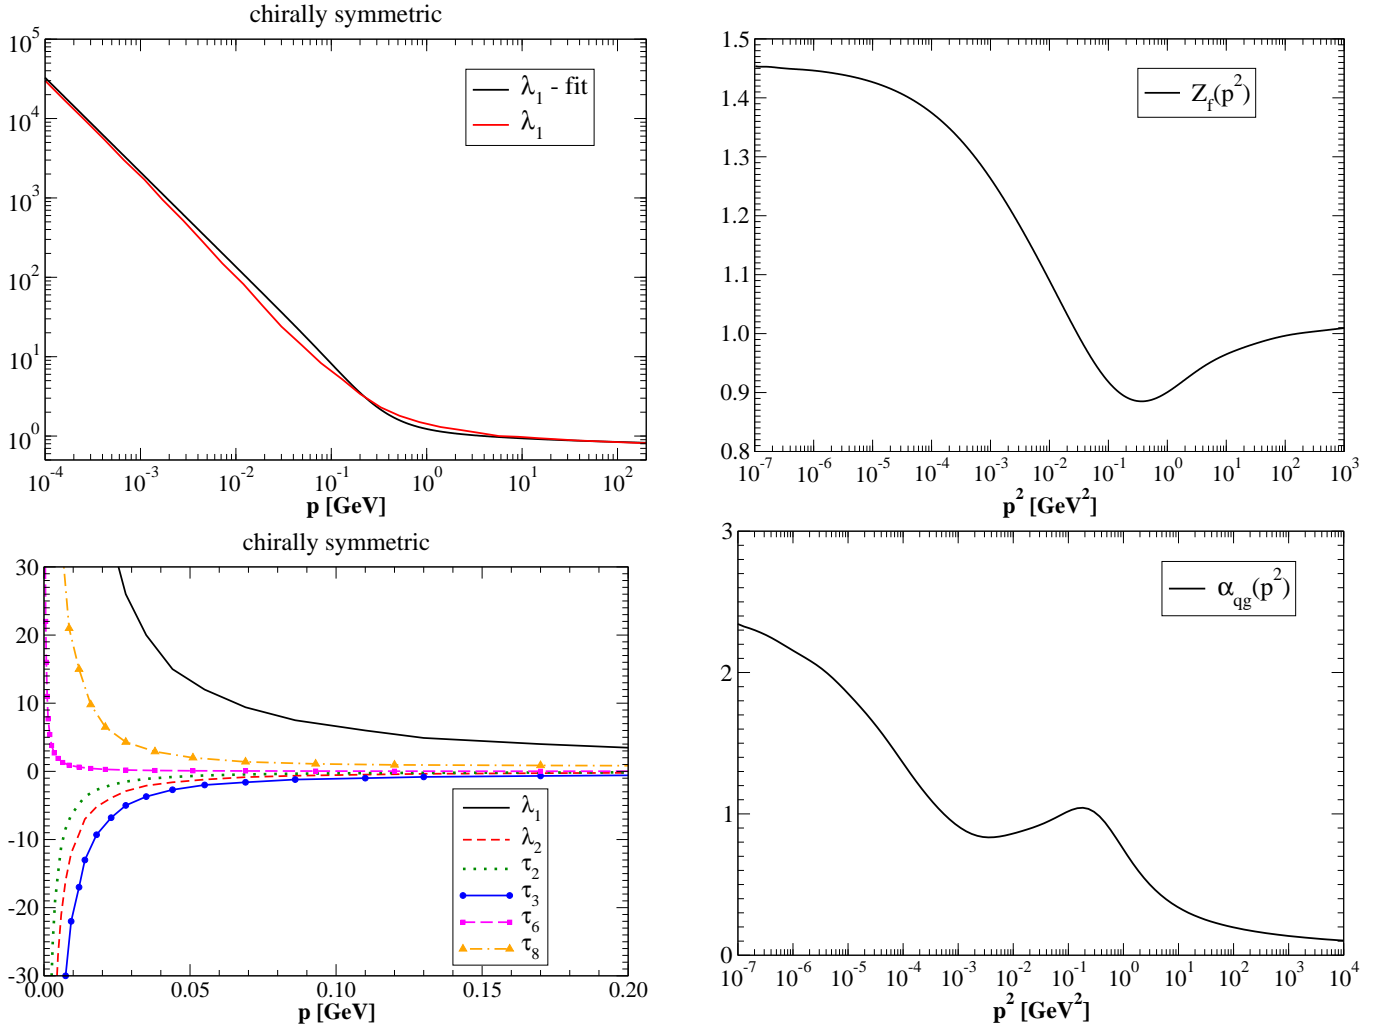 chirally symmetric
10^5
10^4
10^3
10^2
10^1
10^0
λ_1 - fit
λ_1
10^-4 10^-3 10^-2 10^-1 10^0 10^1 10^2
p [GeV]
1.5
1.4
1.3
1.2
1.1
1.0
0.9
0.8
Z_f(p^2)
10^-7 10^-6 10^-5 10^-4 10^-3 10^-2 10^-1 10^0 10^1 10^2 10^3
p^2 [GeV^2]
chirally symmetric
30
20
10
0
-10
-20
-30
λ_1
λ_2
τ_2
τ_3
τ_6
τ_8
0.00 0.05 0.10 0.15 0.20
p [GeV]
3
2
1
0
α_qg(p^2)
10^-7 10^-6 10^-5 10^-4 10^-3 10^-2 10^-1 10^0 10^1 10^2 10^3 10^4
p^2 [GeV^2]